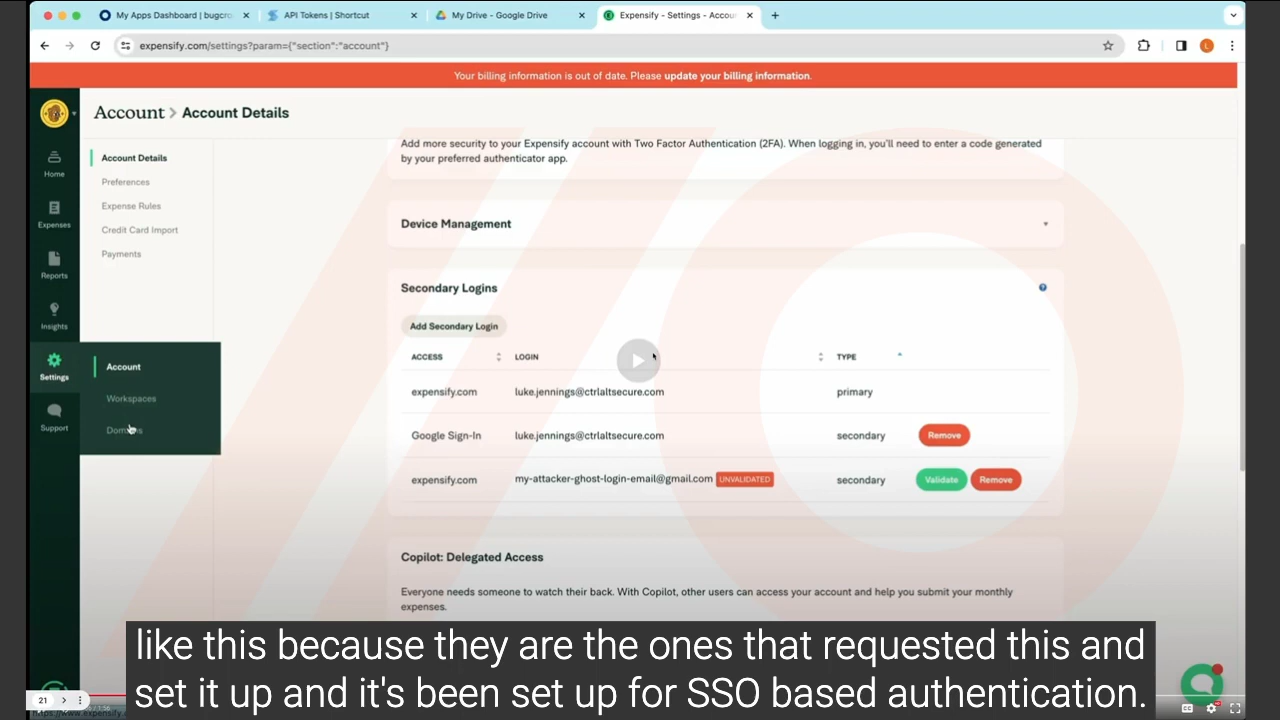 My Apps Dashboard | bugcro
API Tokens | Shortcut
My Drive - Google Drive
Expensify - Settings - Accoun
expensify.com/settings?param={"section":"account"}
L
Your billing information is out of date. Please update your billing information.
Account > Account Details
Home
Expenses
Reports
Insights
Settings
Support
Account Details
Preferences
Expense Rules
Credit Card Import
Payments
Account
Workspaces
Add more security to your Expensify account with Two Factor Authentication (2FA). When logging in, you'll need to enter a code generated
by your preferred authenticator app.
Device Management
Secondary Logins
Add Secondary Login
ACCESS LOGIN TYPE
expensify.com luke.jennings@ctrlaltsecure.com primary
Google Sign-In luke.jennings@ctrlaltsecure.com secondary Remove
expensify.com my-attacker-ghost-login-email@gmail.com UNVALIDATED secondary Validate Remove
Copilot: Delegated Access
Everyone needs someone to watch their back. With Copilot, other users can access your account and help you submit your monthly
expenses.
like this because they are the ones that requested this and
set it up and it's been set up for SSO based authentication.
21